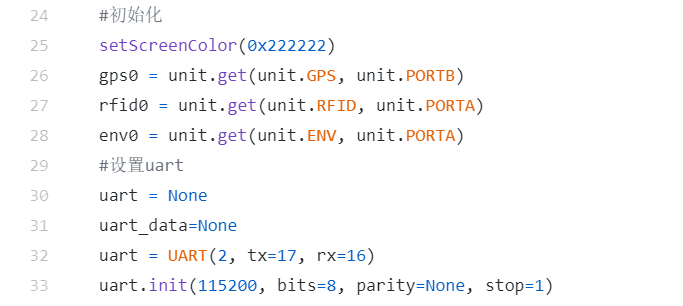 24 #初始化
25 setScreenColor(0x222222)
26 gps0 = unit.get(unit.GPS, unit.PORTB)
27 rfid0 = unit.get(unit.RFID, unit.PORTA)
28 env0 = unit.get(unit.ENV, unit.PORTA)
29 #设置uart
30 uart = None
31 uart_data=None
32 uart = UART(2, tx=17, rx=16)
33 uart.init(115200, bits=8, parity=None, stop=1)